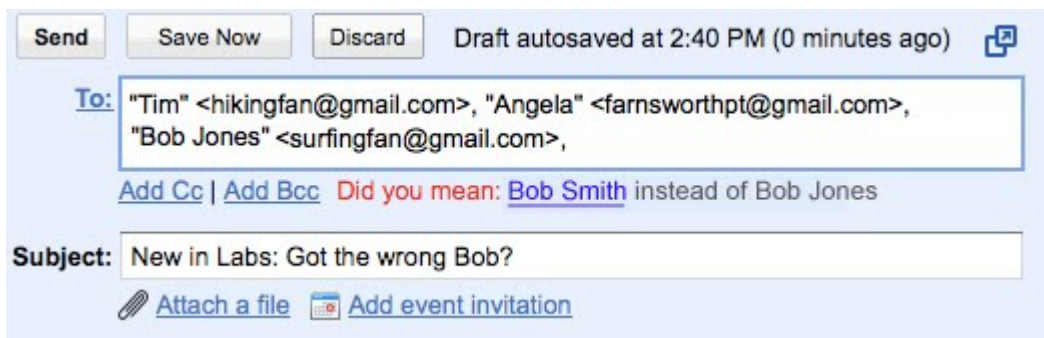 Send Save Now Discard Draft autosaved at 2:40 PM (0 minutes ago)
To: "Tim" <hikingfan@gmail.com>, "Angela" <farnsworthpt@gmail.com>,
"Bob Jones" <surfingfan@gmail.com>,
Add Cc | Add Bcc Did you mean: Bob Smith instead of Bob Jones
Subject: New in Labs: Got the wrong Bob?
Attach a file Add event invitation